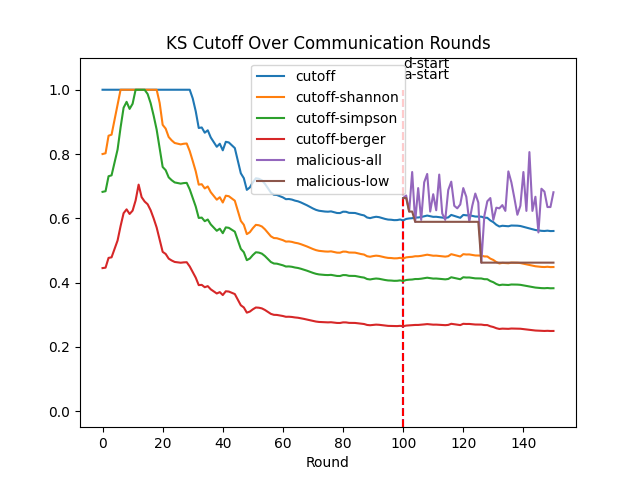 KS Cutoff Over Communication Rounds
d-start
a-start
cutoff
cutoff-shannon
cutoff-simpson
cutoff-berger
malicious-all
malicious-low
1.0
0.8
0.6
0.4
0.2
0.0
0 20 40 60 80 100 120 140
Round